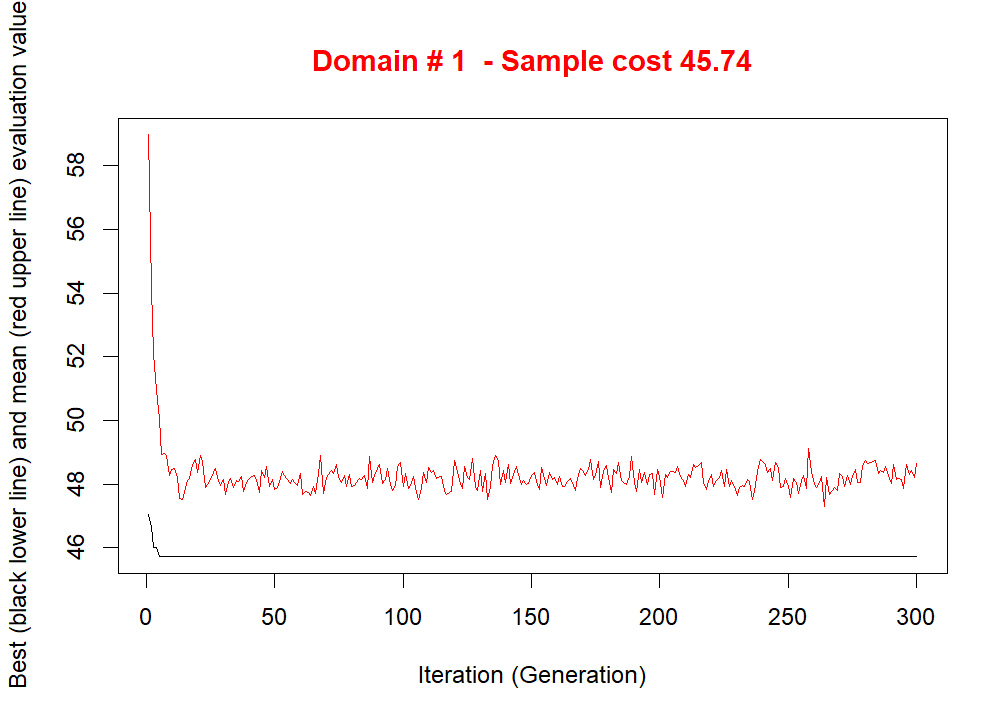 Domain # 1  - Sample cost 45.74
Best (black lower line) and mean (red upper line) evaluation value
58
56
54
52
50
48
46
0 50 100 150 200 250 300
Iteration (Generation)